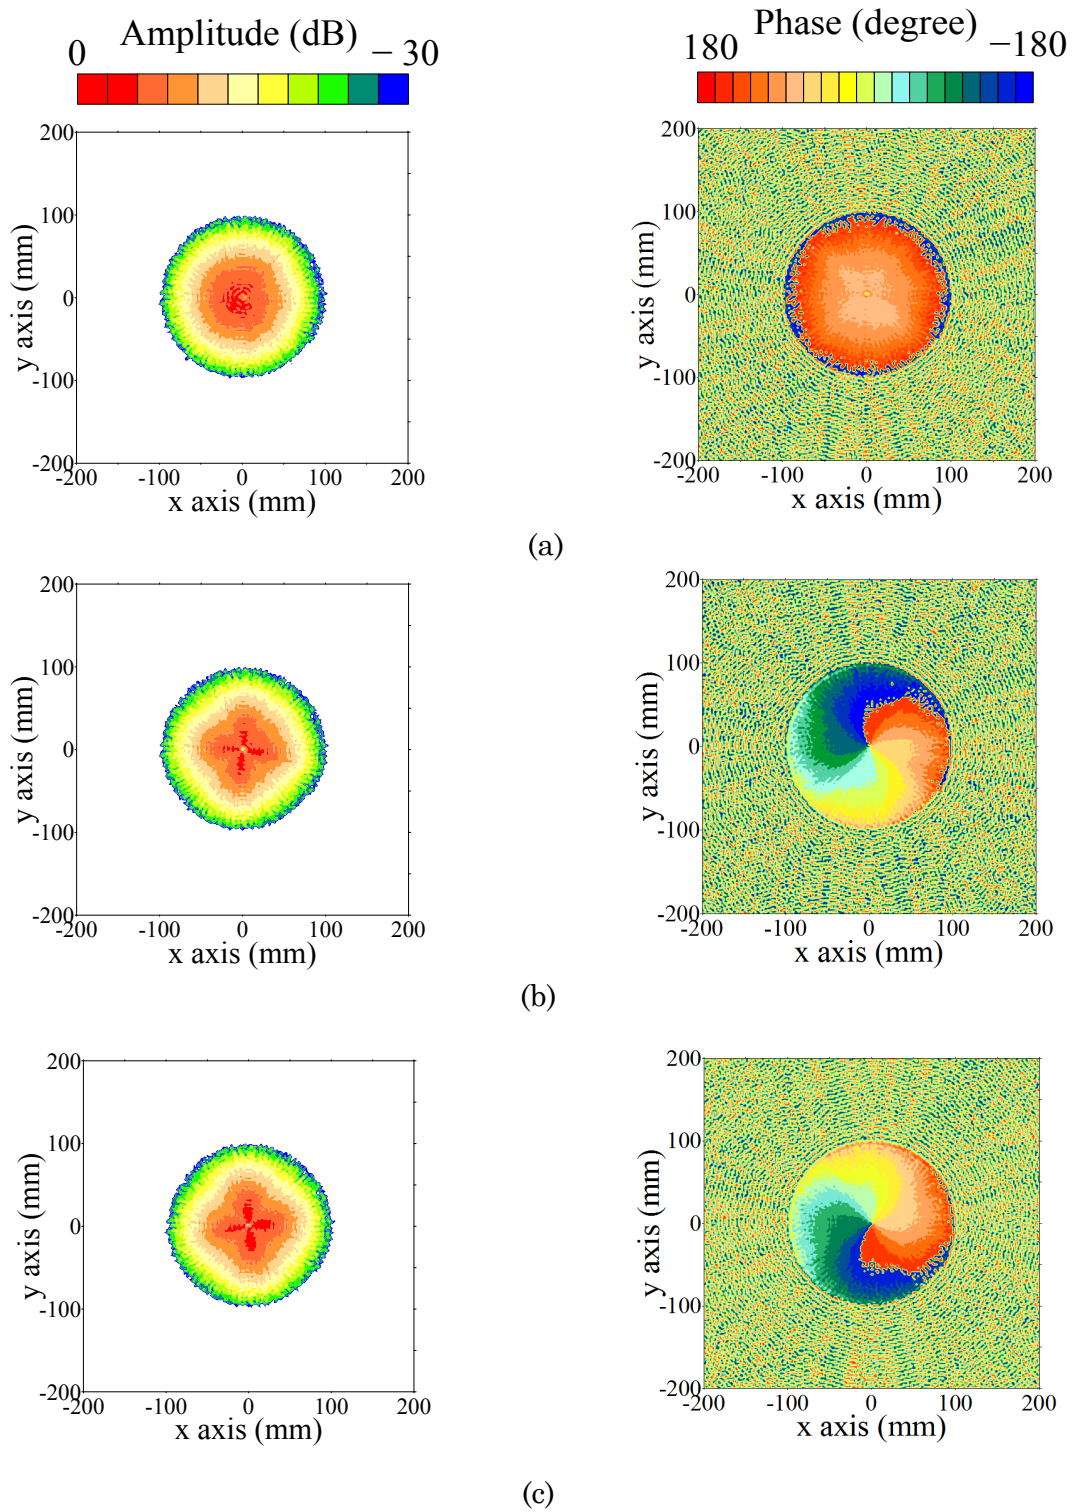 Amplitude (dB)
0 − 30
Phase (degree)
180 −180
200
100
0
-100
-200
-200 -100 0 100 200
x axis (mm)
y axis (mm)
200
100
0
-100
-200
-200 -100 0 100 200
x axis (mm)
y axis (mm)
(a)
200
100
0
-100
-200
-200 -100 0 100 200
x axis (mm)
y axis (mm)
200
100
0
-100
-200
-200 -100 0 100 200
x axis (mm)
y axis (mm)
(b)
200
100
0
-100
-200
-200 -100 0 100 200
x axis (mm)
y axis (mm)
200
100
0
-100
-200
-200 -100 0 100 200
x axis (mm)
y axis (mm)
(c)